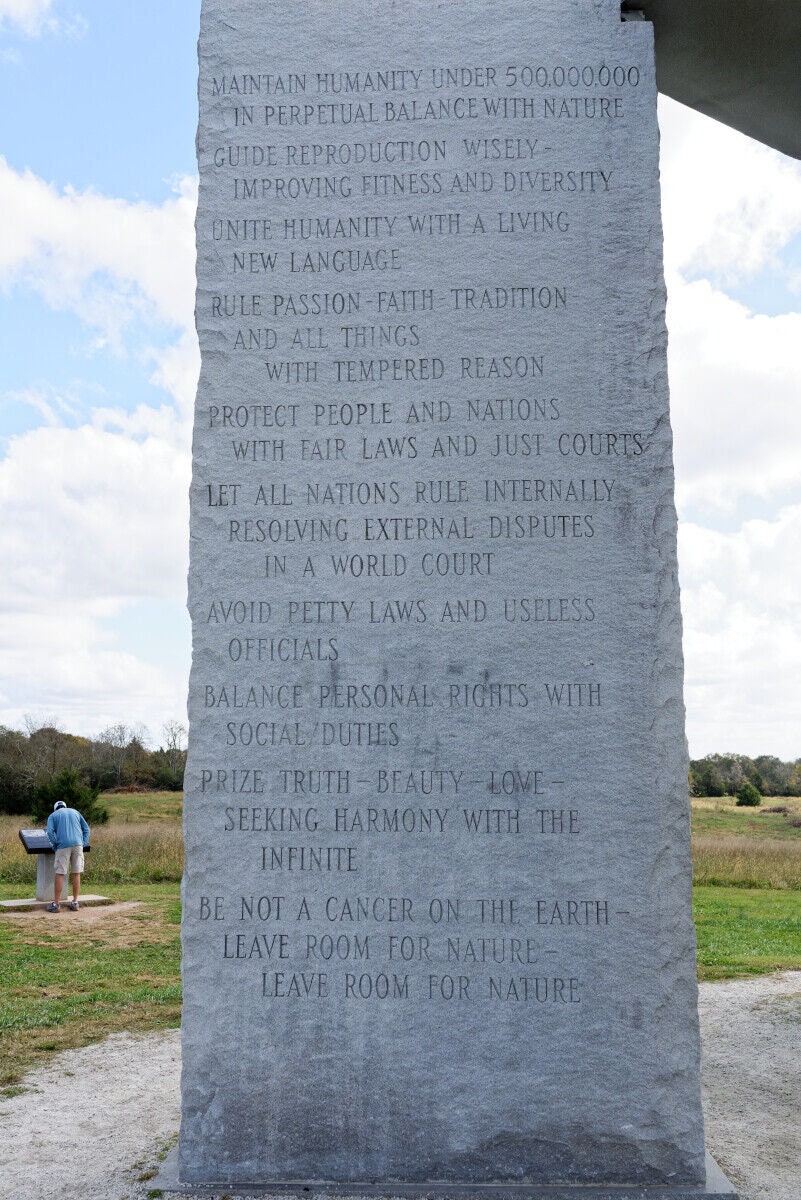 MAINTAIN HUMANITY UNDER 500,000,000
IN PERPETUAL BALANCE WITH NATURE
GUIDE REPRODUCTION WISELY –
IMPROVING FITNESS AND DIVERSITY
UNITE HUMANITY WITH A LIVING
NEW LANGUAGE
RULE PASSION – FAITH – TRADITION –
AND ALL THINGS
WITH TEMPERED REASON
PROTECT PEOPLE AND NATIONS
WITH FAIR LAWS AND JUST COURTS
LET ALL NATIONS RULE INTERNALLY
RESOLVING EXTERNAL DISPUTES
IN A WORLD COURT
AVOID PETTY LAWS AND USELESS
OFFICIALS
BALANCE PERSONAL RIGHTS WITH
SOCIAL DUTIES
PRIZE TRUTH – BEAUTY – LOVE –
SEEKING HARMONY WITH THE
INFINITE
BE NOT A CANCER ON THE EARTH –
LEAVE ROOM FOR NATURE –
LEAVE ROOM FOR NATURE